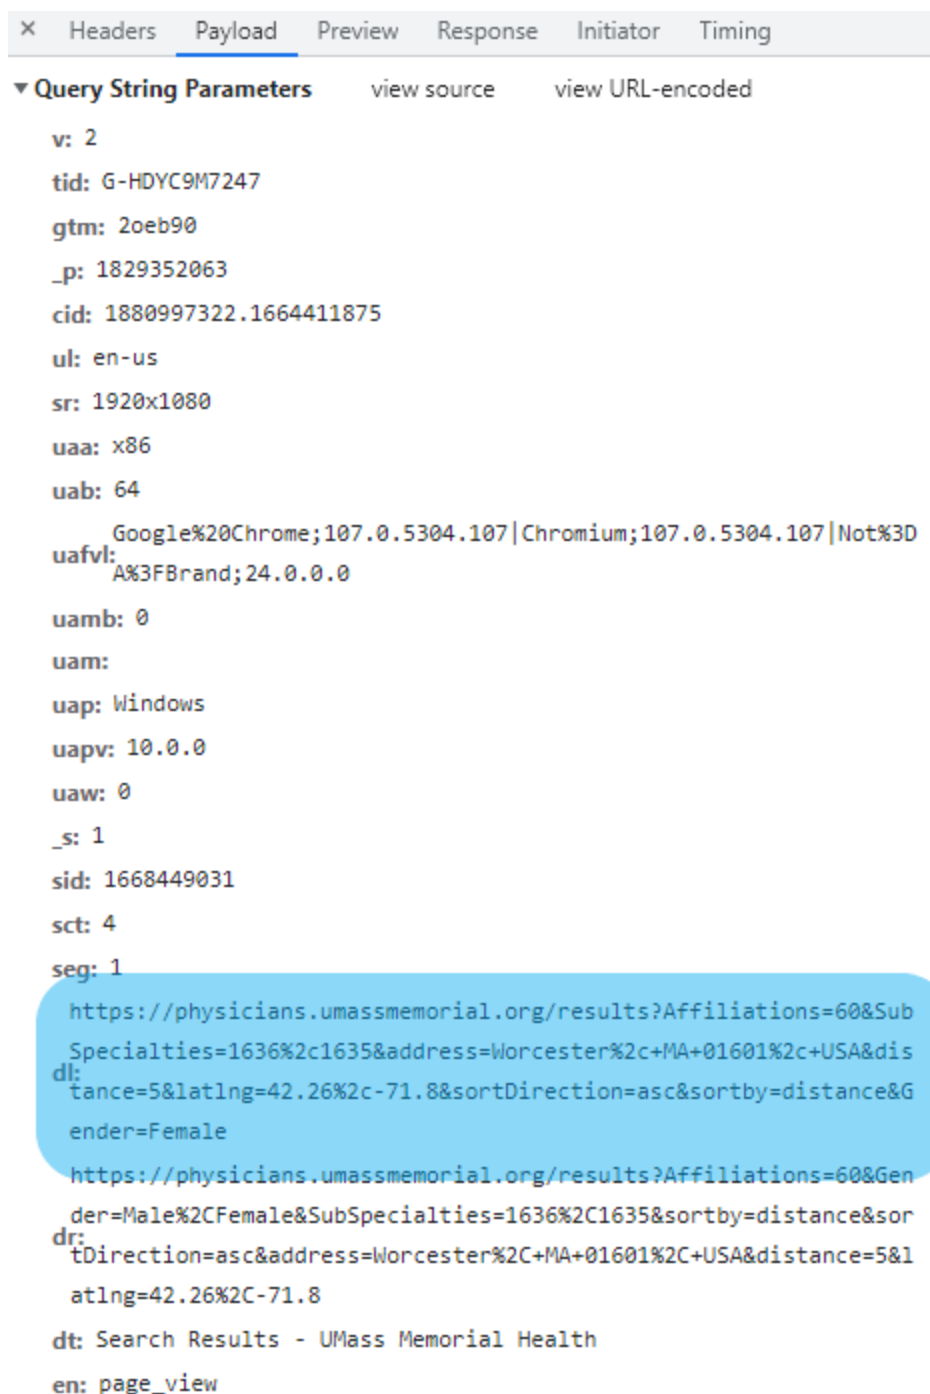 × Headers Payload Preview Response Initiator Timing
▼ Query String Parameters view source view URL-encoded
v: 2
tid: G-HDYC9M7247
gtm: 2oeb90
_p: 1829352063
cid: 1880997322.1664411875
ul: en-us
sr: 1920x1080
uaa: x86
uab: 64
uafvl: Google%20Chrome;107.0.5304.107|Chromium;107.0.5304.107|Not%3D
A%3FBrand;24.0.0.0
uamb: 0
uam:
uap: Windows
uapv: 10.0.0
uaw: 0
_s: 1
sid: 1668449031
sct: 4
seg: 1
dl: https://physicians.umassmemorial.org/results?Affiliations=60&Sub
Specialties=1636%2c1635&address=Worcester%2c+MA+01601%2c+USA&dis
tance=5&latlng=42.26%2c-71.8&sortDirection=asc&sortby=distance&G
ender=Female
dr: https://physicians.umassmemorial.org/results?Affiliations=60&Gen
der=Male%2CFemale&SubSpecialties=1636%2C1635&sortby=distance&sor
tDirection=asc&address=Worcester%2C+MA+01601%2C+USA&distance=5&l
atlng=42.26%2C-71.8
dt: Search Results - UMass Memorial Health
en: page_view